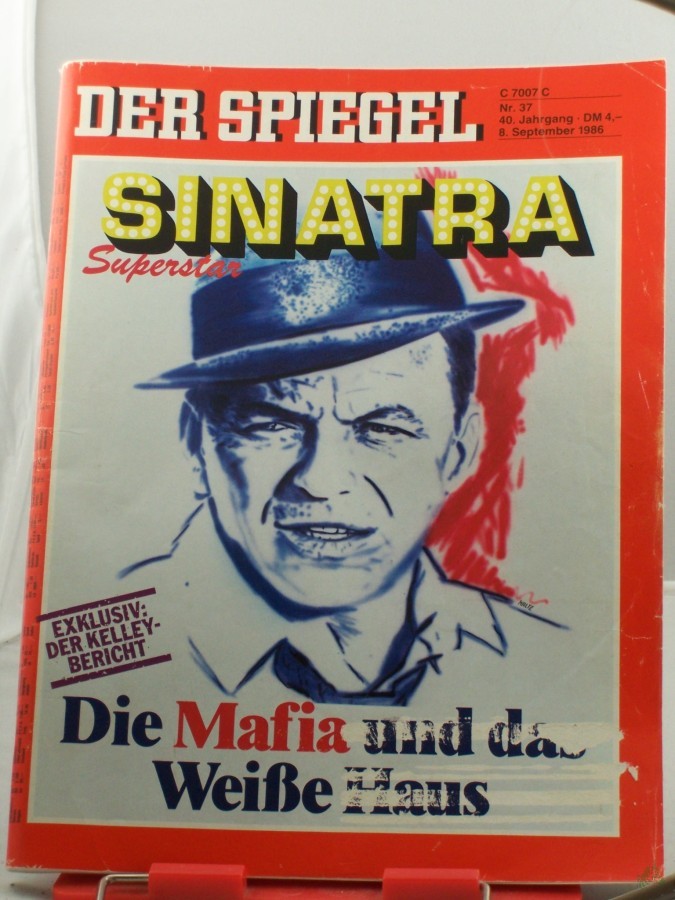 DER SPIEGEL
C 7007 C
Nr. 37
40. Jahrgang · DM 4,–
8. September 1986
SINATRA
Superstar
EXKLUSIV:
DER KELLEY-
BERICHT
Die Mafia und das
Weiße Haus